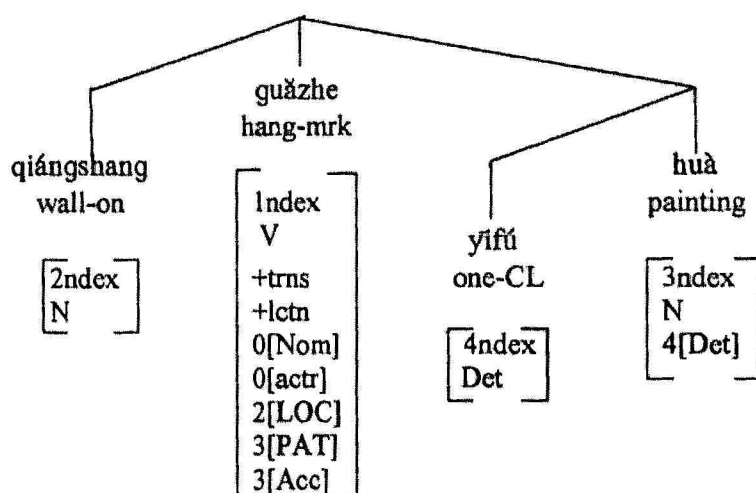 guăzhe
hang-mrk
qiángshang
wall-on
huà
painting
yīfú
one-CL
2ndex
N
1ndex
V
+trns
+lctn
0[Nom]
0[actr]
2[LOC]
3[PAT]
3[Acc]
4ndex
Det
3ndex
N
4[Det]